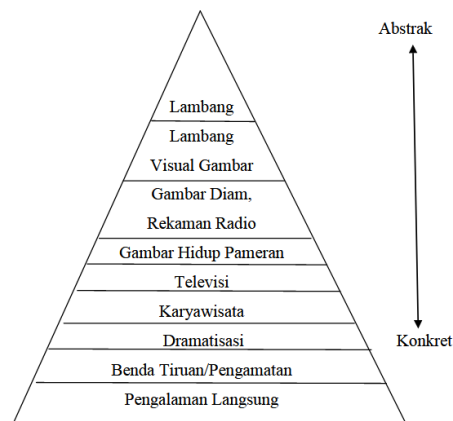 Abstrak
Lambang
Lambang
Visual Gambar
Gambar Diam,
Rekaman Radio
Gambar Hidup Pameran
Televisi
Karyawisata
Dramatisasi
Konkret
Benda Tiruan/Pengamatan
Pengalaman Langsung